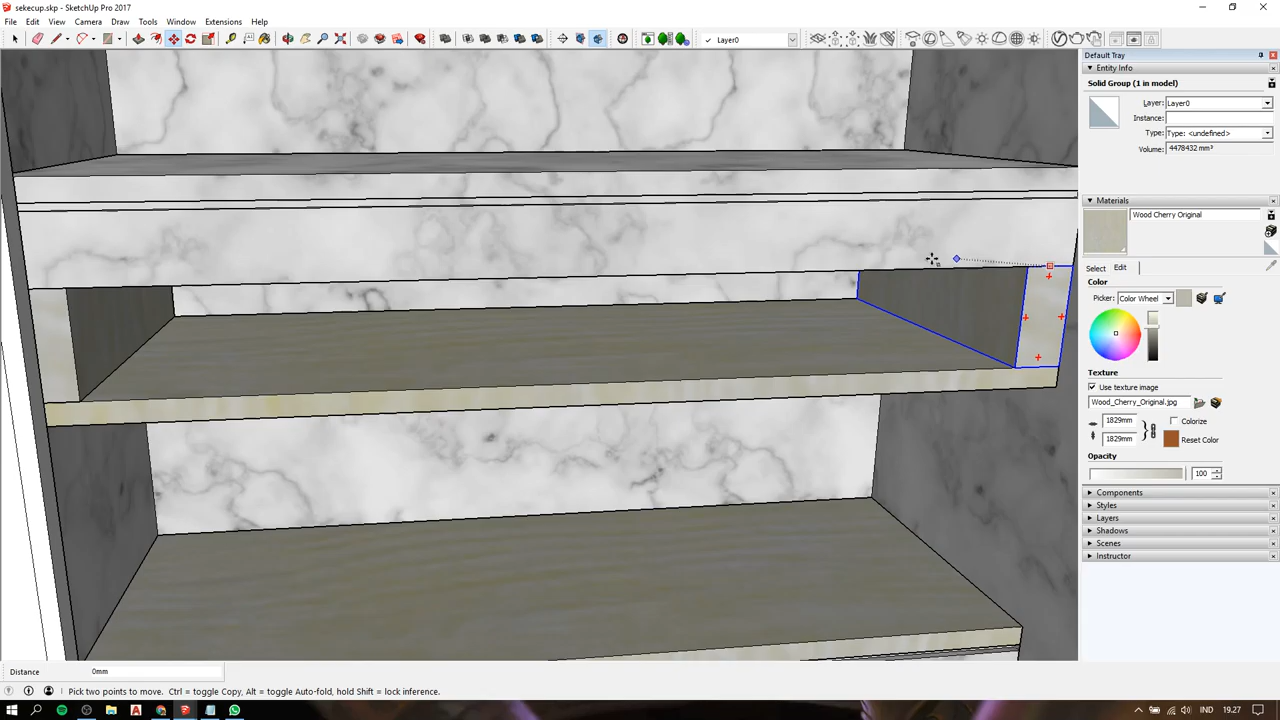 sekecup.skp - SketchUp Pro 2017
File Edit View Camera Draw Tools Window Extensions Help
Layer0
Default Tray
Entity Info
Solid Group (1 in model)
Layer: Layer0
Instance:
Type: Type: <undefined>
Volume: 4478432 mm³
Materials
Wood Cherry Original
Select Edit
Color
Picker: Color Wheel
Texture
Use texture image
Wood_Cherry_Original.jpg
1829mm Colorize
1829mm Reset Color
Opacity
100
Components
Styles
Layers
Shadows
Scenes
Instructor
Distance 0mm
Pick two points to move. Ctrl = toggle Copy, Alt = toggle Auto-fold, hold Shift = lock inference.
IND 19.27